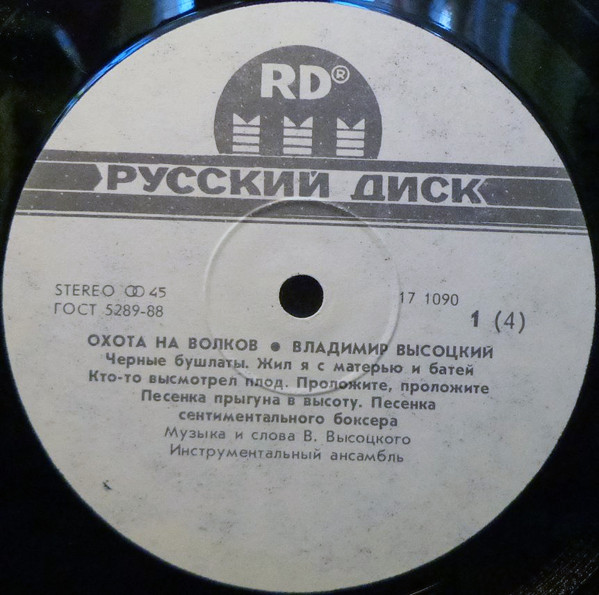 RD®
РУССКИЙ ДИСК
STEREO 45
ГОСТ 5289-88
17 1090
1 (4)
ОХОТА НА ВОЛКОВ ● ВЛАДИМИР ВЫСОЦКИЙ
Черные бушлаты. Жил я с матерью и батей
Кто-то высмотрел плод. Проложите, проложите
Песенка прыгуна в высоту. Песенка
сентиментального боксера
Музыка и слова В. Высоцкого
Инструментальный ансамбль